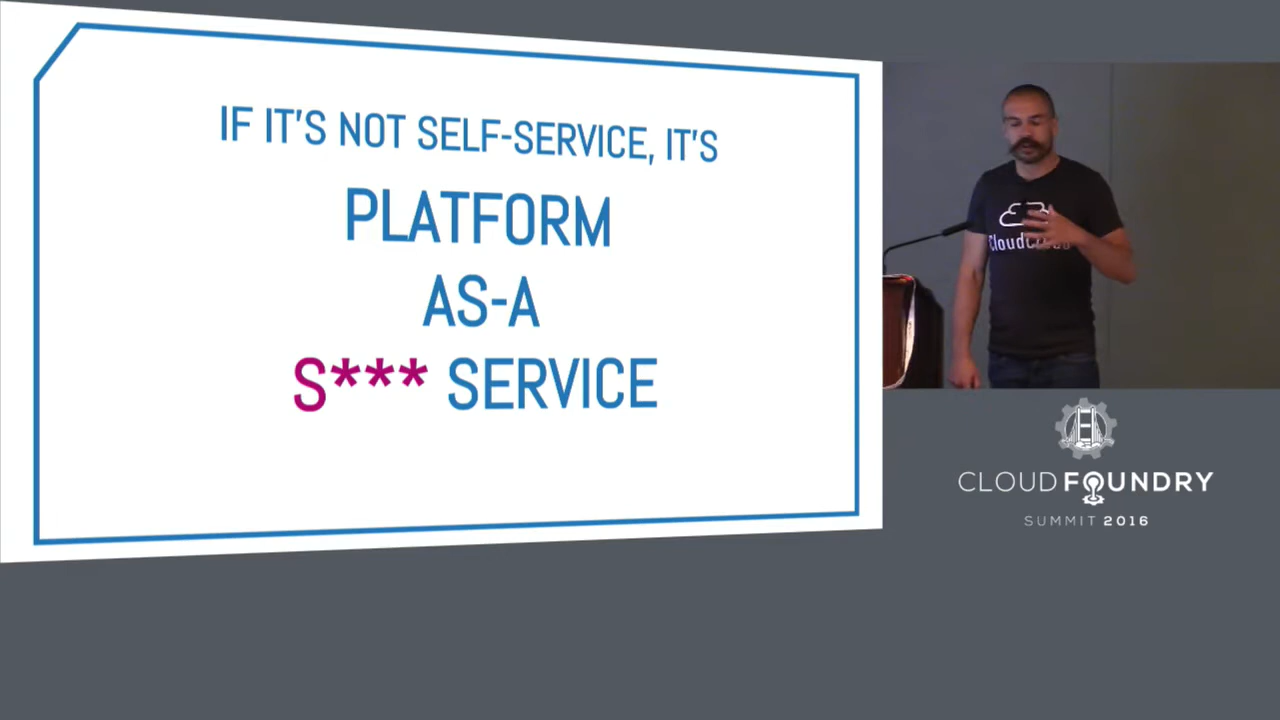 IF IT'S NOT SELF-SERVICE, IT'S
PLATFORM
AS-A
S*** SERVICE
CLOUD FOUNDRY
SUMMIT 2016